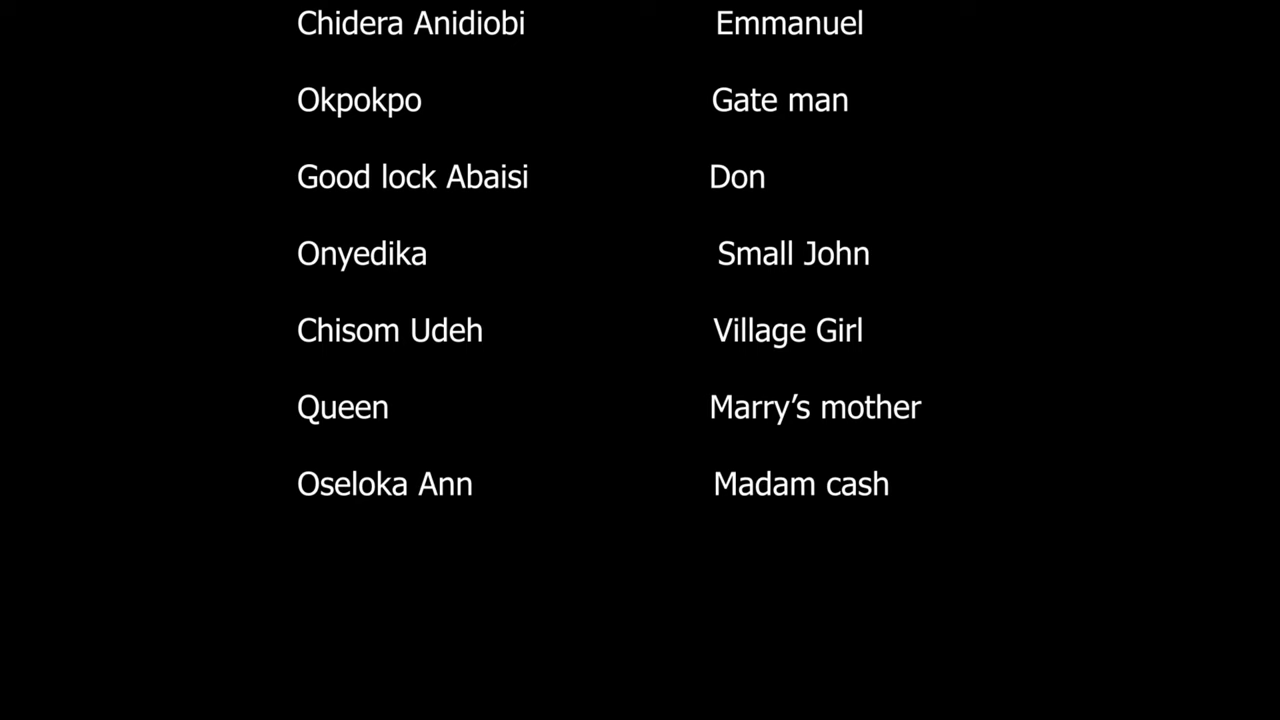 Chidera Anidiobi Emmanuel
Okpokpo Gate man
Good lock Abaisi Don
Onyedika Small John
Chisom Udeh Village Girl
Queen Marry’s mother
Oseloka Ann Madam cash